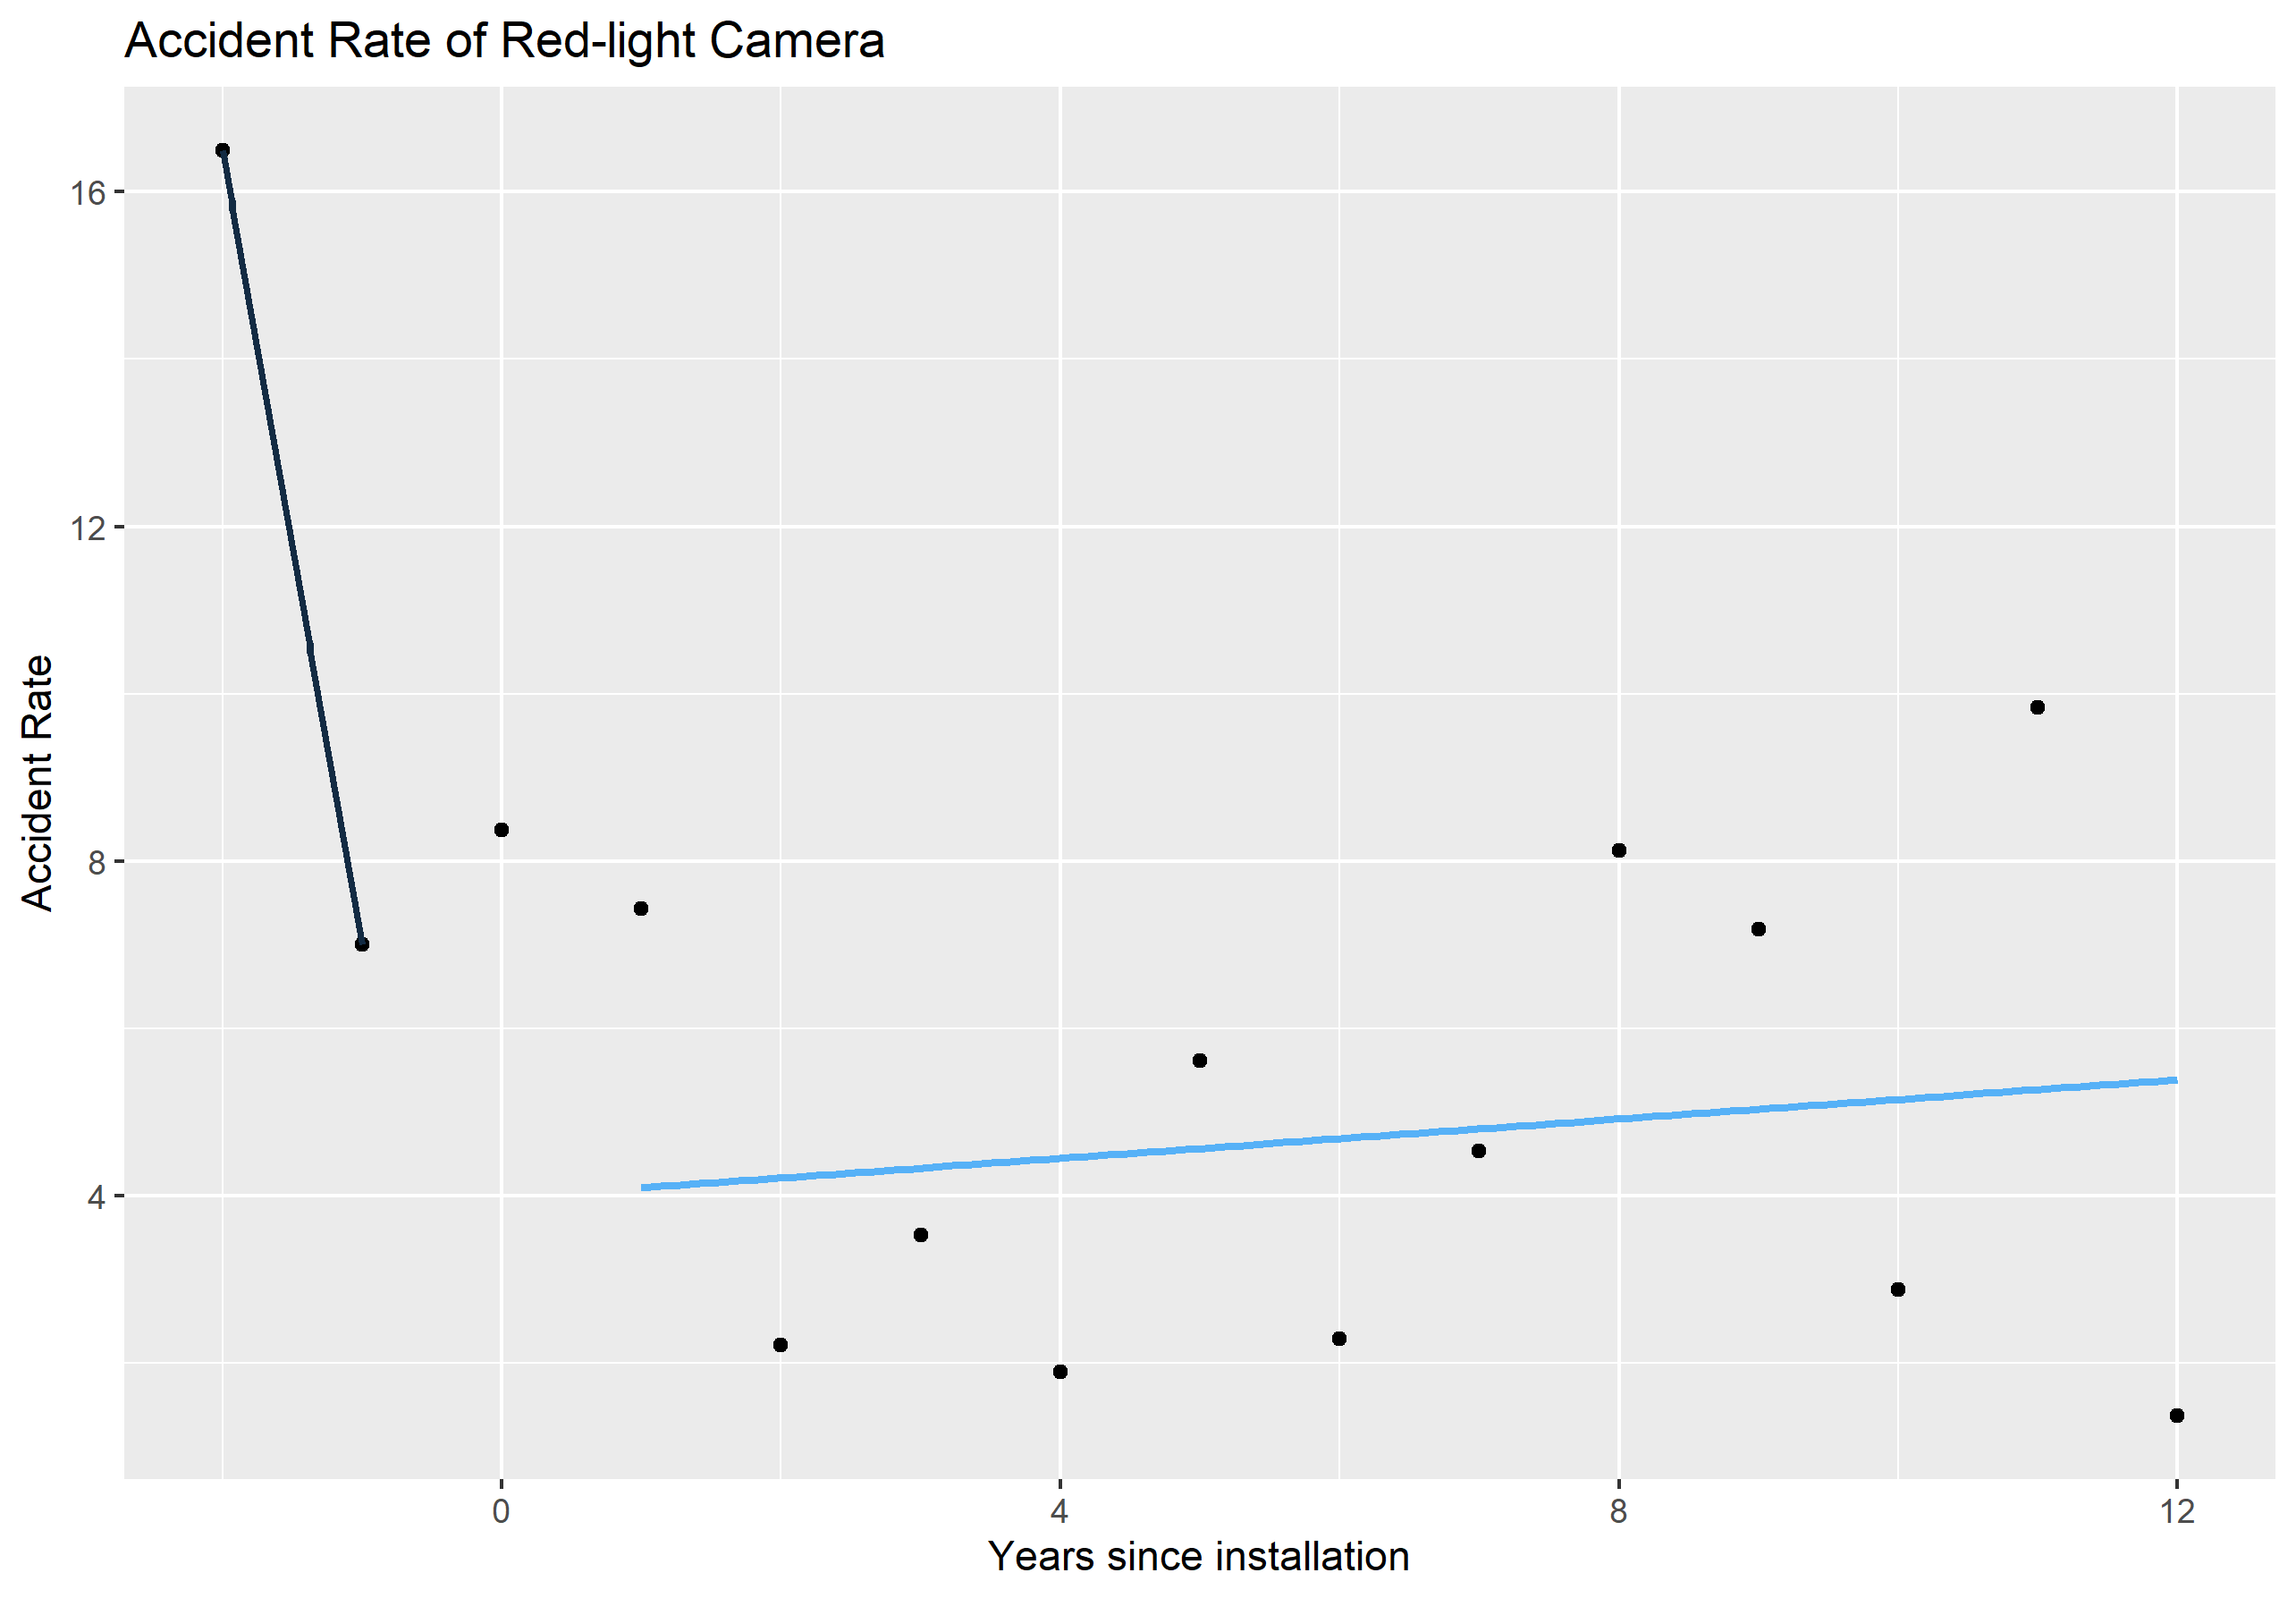 Accident Rate of Red-light Camera
16
12
8
4
Accident Rate
0 4 8 12
Years since installation